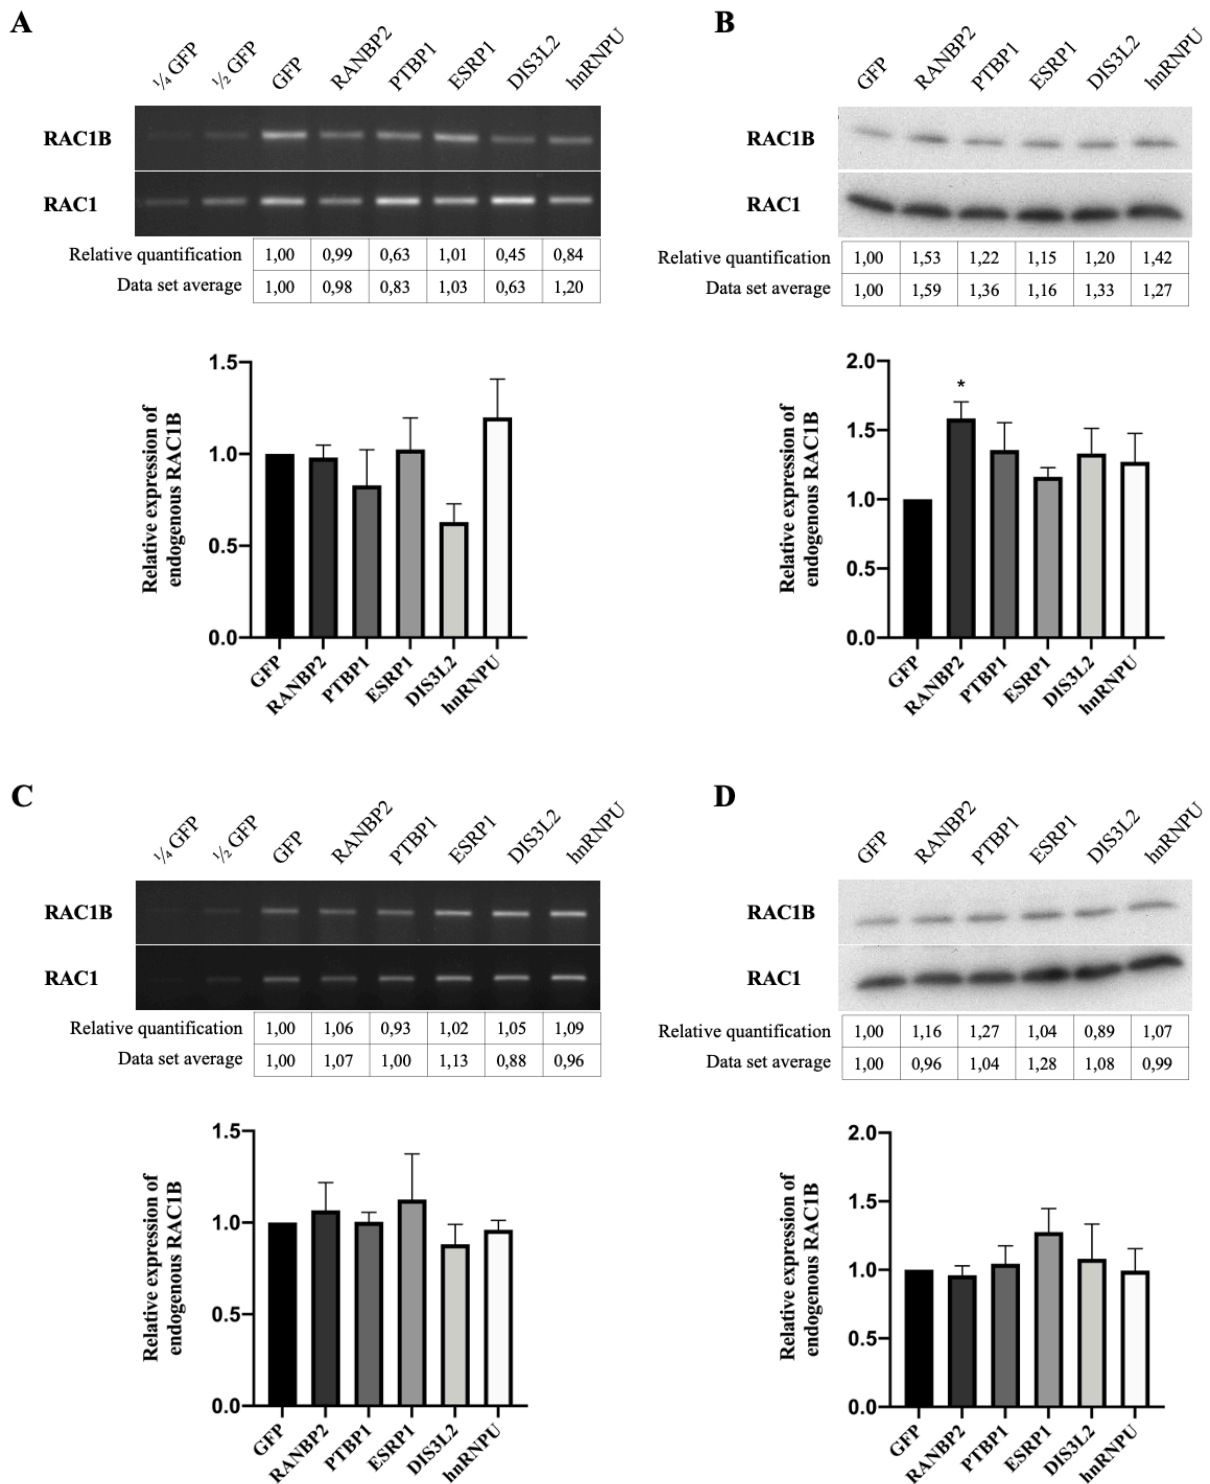 A
¼ GFP ½ GFP GFP RANBP2 PTBP1 ESRP1 DIS3L2 hnRNPU
RAC1B
RAC1
Relative quantification 1,00 0,99 0,63 1,01 0,45 0,84
Data set average 1,00 0,98 0,83 1,03 0,63 1,20
Relative expression of
endogenous RAC1B
1.5
1.0
0.5
0.0
GFP RANBP2 PTBP1 ESRP1 DIS3L2 hnRNPU
B
GFP RANBP2 PTBP1 ESRP1 DIS3L2 hnRNPU
RAC1B
RAC1
Relative quantification 1,00 1,53 1,22 1,15 1,20 1,42
Data set average 1,00 1,59 1,36 1,16 1,33 1,27
Relative expression of
endogenous RAC1B
2.0
1.5
1.0
0.5
0.0
*
GFP RANBP2 PTBP1 ESRP1 DIS3L2 hnRNPU
C
¼ GFP ½ GFP GFP RANBP2 PTBP1 ESRP1 DIS3L2 hnRNPU
RAC1B
RAC1
Relative quantification 1,00 1,06 0,93 1,02 1,05 1,09
Data set average 1,00 1,07 1,00 1,13 0,88 0,96
Relative expression of
endogenous RAC1B
1.5
1.0
0.5
0.0
GFP RANBP2 PTBP1 ESRP1 DIS3L2 hnRNPU
D
GFP RANBP2 PTBP1 ESRP1 DIS3L2 hnRNPU
RAC1B
RAC1
Relative quantification 1,00 1,16 1,27 1,04 0,89 1,07
Data set average 1,00 0,96 1,04 1,28 1,08 0,99
Relative expression of
endogenous RAC1B
2.0
1.5
1.0
0.5
0.0
GFP RANBP2 PTBP1 ESRP1 DIS3L2 hnRNPU